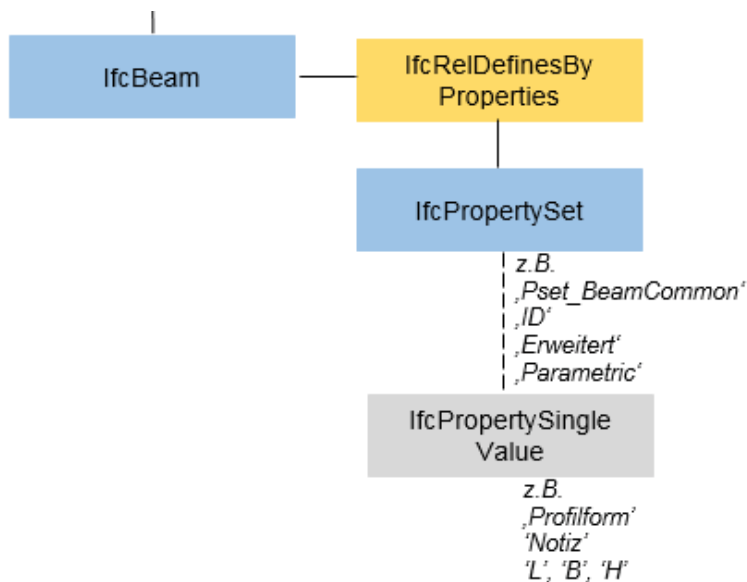 IfcBeam
IfcRelDefinesBy
Properties
IfcPropertySet
z.B.
‚Pset_BeamCommon‘
‚ID‘
‚Erweitert‘
‚Parametric‘
IfcPropertySingle
Value
z.B.
‚Profilform‘
'Notiz'
'L', 'B', 'H'